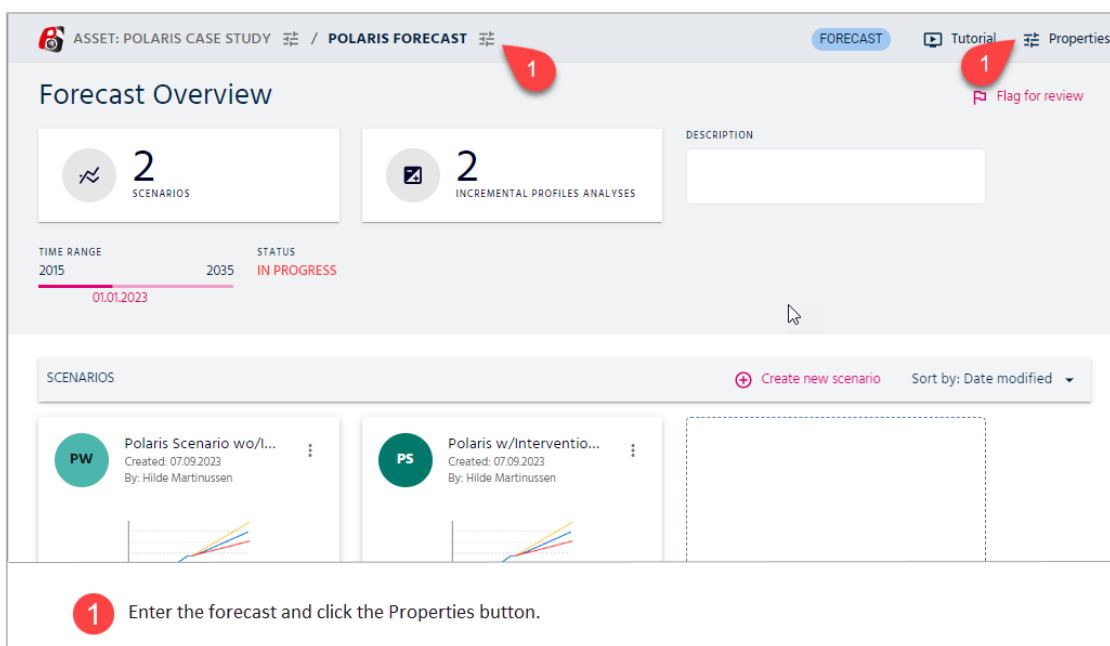 ASSET: POLARIS CASE STUDY / POLARIS FORECAST
1
FORECAST
Tutorial
1
Properties
Forecast Overview
Flag for review
2
SCENARIOS
2
INCREMENTAL PROFILES ANALYSES
DESCRIPTION
TIME RANGE
2015 2035
01.01.2023
STATUS
IN PROGRESS
SCENARIOS
Create new scenario
Sort by: Date modified
PW
Polaris Scenario wo/I...
Created: 07.09.2023
By: Hilde Martinussen
PS
Polaris w/Interventio...
Created: 07.09.2023
By: Hilde Martinussen
1 Enter the forecast and click the Properties button.